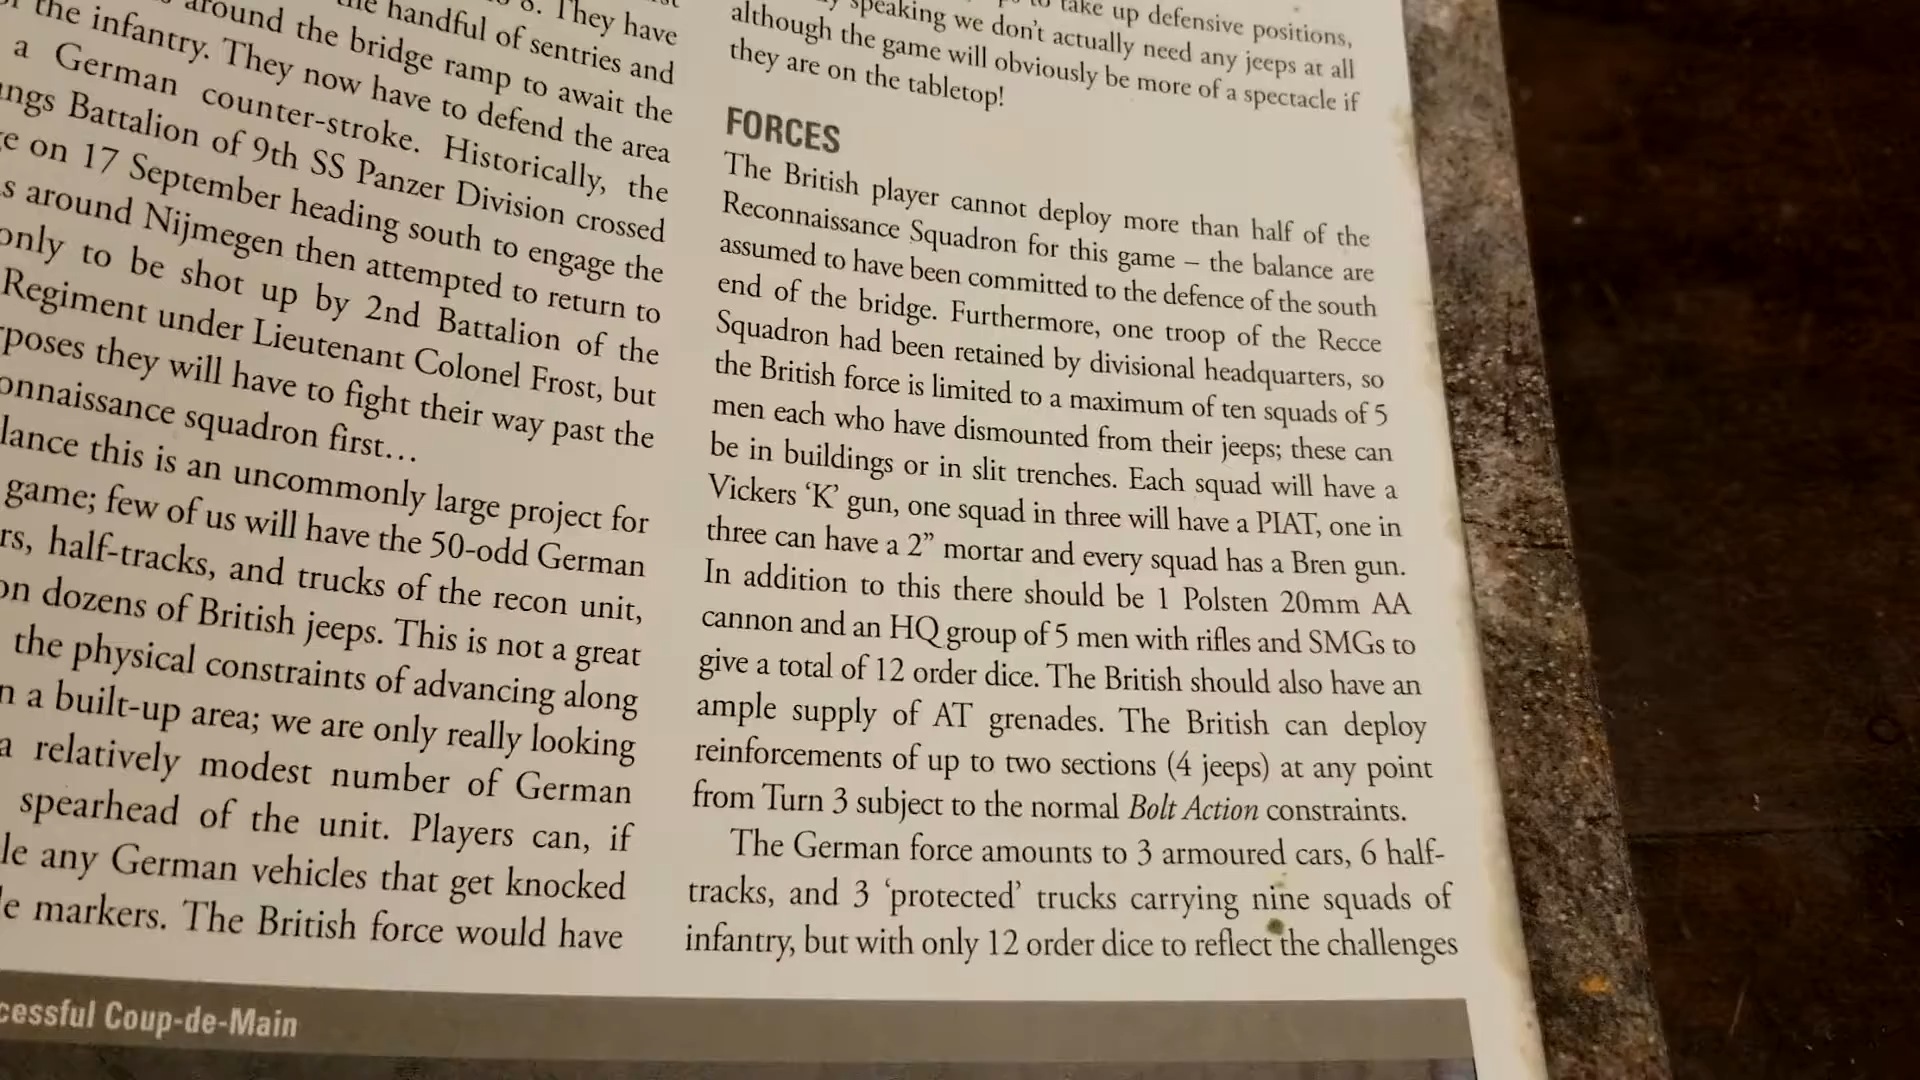 8. They have
the handful of sentries and
around the bridge ramp to await the
the infantry. They now have to defend the area
a German counter-stroke. Historically, the
Battalion of 9th SS Panzer Division crossed
on 17 September heading south to engage the
around Nijmegen then attempted to return to
only to be shot up by 2nd Battalion of the
Regiment under Lieutenant Colonel Frost, but
they will have to fight their way past the
squadron first…
this is an uncommonly large project for
game; few of us will have the 50-odd German
half-tracks, and trucks of the recon unit,
dozens of British jeeps. This is not a great
the physical constraints of advancing along
a built-up area; we are only really looking
a relatively modest number of German
spearhead of the unit. Players can, if
any German vehicles that get knocked
markers. The British force would have
take up defensive positions,
speaking we don’t actually need any jeeps at all
although the game will obviously be more of a spectacle if
they are on the tabletop!
FORCES
The British player cannot deploy more than half of the
Reconnaissance Squadron for this game – the balance are
assumed to have been committed to the defence of the south
end of the bridge. Furthermore, one troop of the Recce
Squadron had been retained by divisional headquarters, so
the British force is limited to a maximum of ten squads of 5
men each who have dismounted from their jeeps; these can
be in buildings or in slit trenches. Each squad will have a
Vickers ‘K’ gun, one squad in three will have a PIAT, one in
three can have a 2” mortar and every squad has a Bren gun.
In addition to this there should be 1 Polsten 20mm AA
cannon and an HQ group of 5 men with rifles and SMGs to
give a total of 12 order dice. The British should also have an
ample supply of AT grenades. The British can deploy
reinforcements of up to two sections (4 jeeps) at any point
from Turn 3 subject to the normal Bolt Action constraints.
The German force amounts to 3 armoured cars, 6 half-
tracks, and 3 ‘protected’ trucks carrying nine squads of
infantry, but with only 12 order dice to reflect the challenges
Coup-de-Main